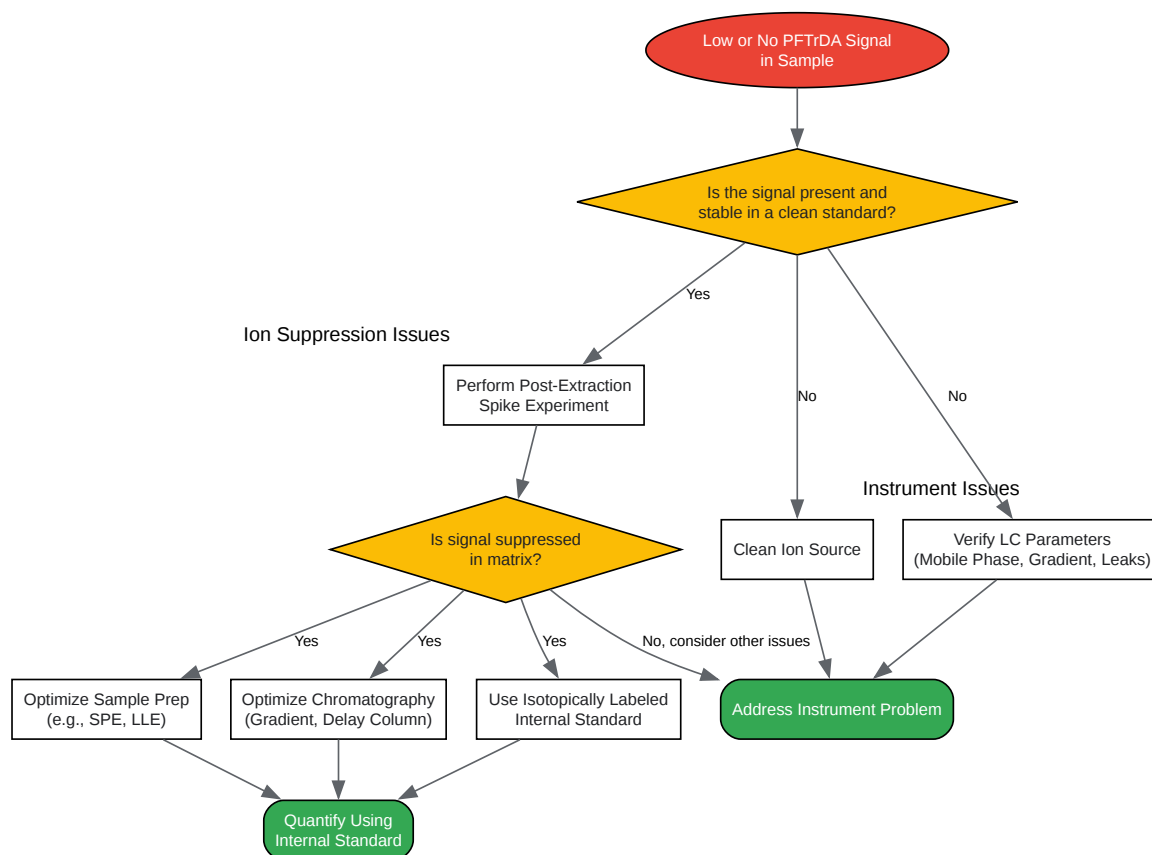 Low or No PFTrDA Signal
in Sample
Is the signal present and
stable in a clean standard?
Yes
No
No
Ion Suppression Issues
Perform Post-Extraction
Spike Experiment
Instrument Issues
Is signal suppressed
in matrix?
Clean Ion Source
Verify LC Parameters
(Mobile Phase, Gradient, Leaks)
Yes
Yes
Yes
No, consider other issues
Optimize Sample Prep
(e.g., SPE, LLE)
Optimize Chromatography
(Gradient, Delay Column)
Use Isotopically Labeled
Internal Standard
Address Instrument Problem
Quantify Using
Internal Standard